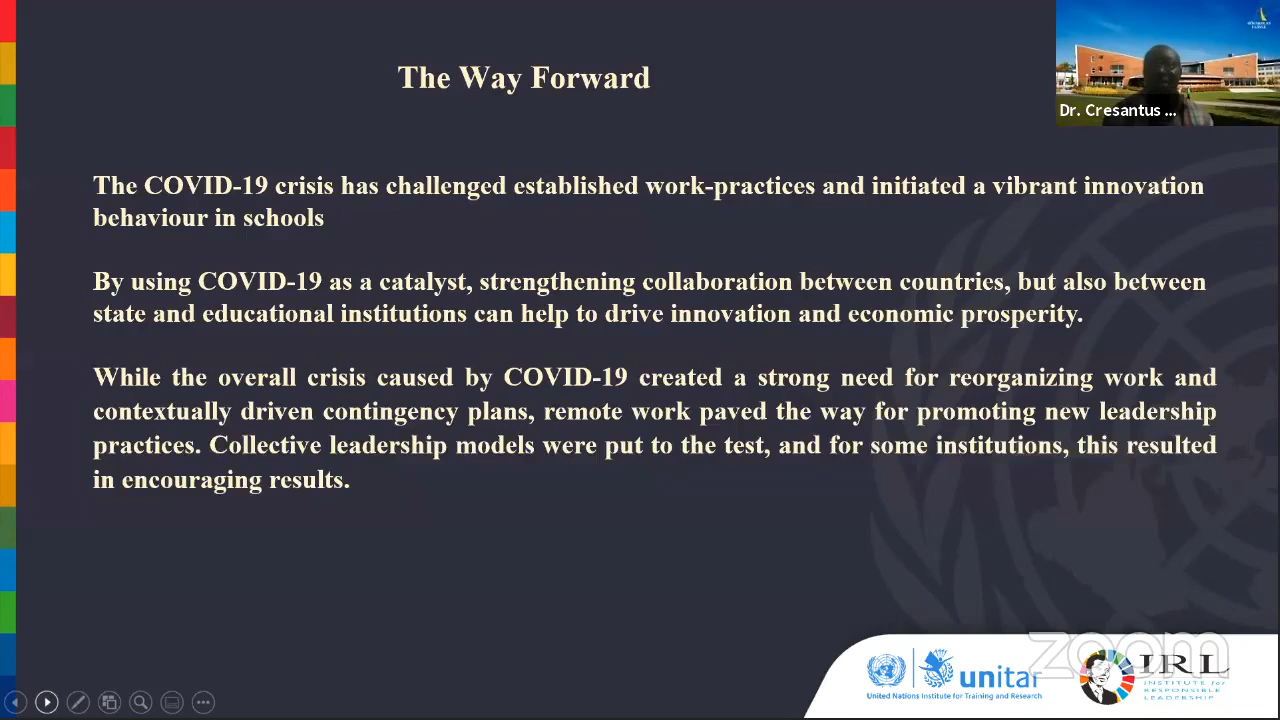 The Way Forward
Dr. Cresantus ...
The COVID-19 crisis has challenged established work-practices and initiated a vibrant innovation
behaviour in schools
By using COVID-19 as a catalyst, strengthening collaboration between countries, but also between
state and educational institutions can help to drive innovation and economic prosperity.
While the overall crisis caused by COVID-19 created a strong need for reorganizing work and
contextually driven contingency plans, remote work paved the way for promoting new leadership
practices. Collective leadership models were put to the test, and for some institutions, this resulted
in encouraging results.
zoom
unitar
United Nations Institute for Training and Research
IRL
INSTITUTE for
RESPONSIBLE
LEADERSHIP